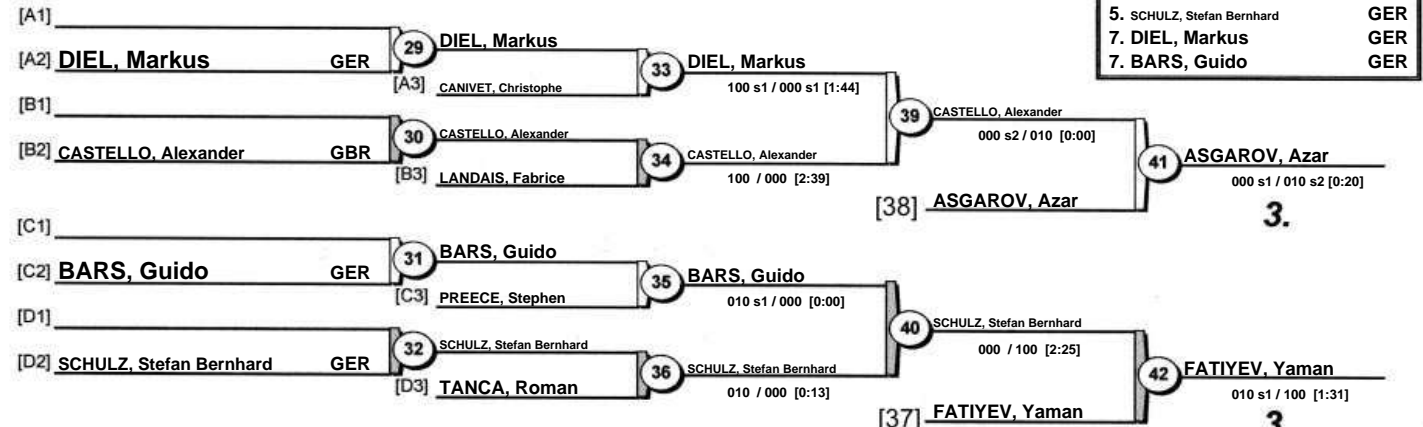 [A1]
[A2] DIEL, Markus GER
29 DIEL, Markus
[A3] CANIVET, Christophe
33 DIEL, Markus
100 s1 / 000 s1 [1:44]
[B1]
[B2] CASTELLO, Alexander GBR
30 CASTELLO, Alexander
[B3] LANDAIS, Fabrice
34 CASTELLO, Alexander
100 / 000 [2:39]
39 CASTELLO, Alexander
000 s2 / 010 [0:00]
[38] ASGAROV, Azar
41 ASGAROV, Azar
000 s1 / 010 s2 [0:20]
3.
[C1]
[C2] BARS, Guido GER
31 BARS, Guido
[C3] PREECE, Stephen
35 BARS, Guido
010 s1 / 000 [0:00]
[D1]
[D2] SCHULZ, Stefan Bernhard GER
32 SCHULZ, Stefan Bernhard
[D3] TANCA, Roman
36 SCHULZ, Stefan Bernhard
010 / 000 [0:13]
40 SCHULZ, Stefan Bernhard
000 / 100 [2:25]
[37] FATIYEV, Yaman
42 FATIYEV, Yaman
010 s1 / 100 [1:31]
3.
5. SCHULZ, Stefan Bernhard GER
7. DIEL, Markus GER
7. BARS, Guido GER